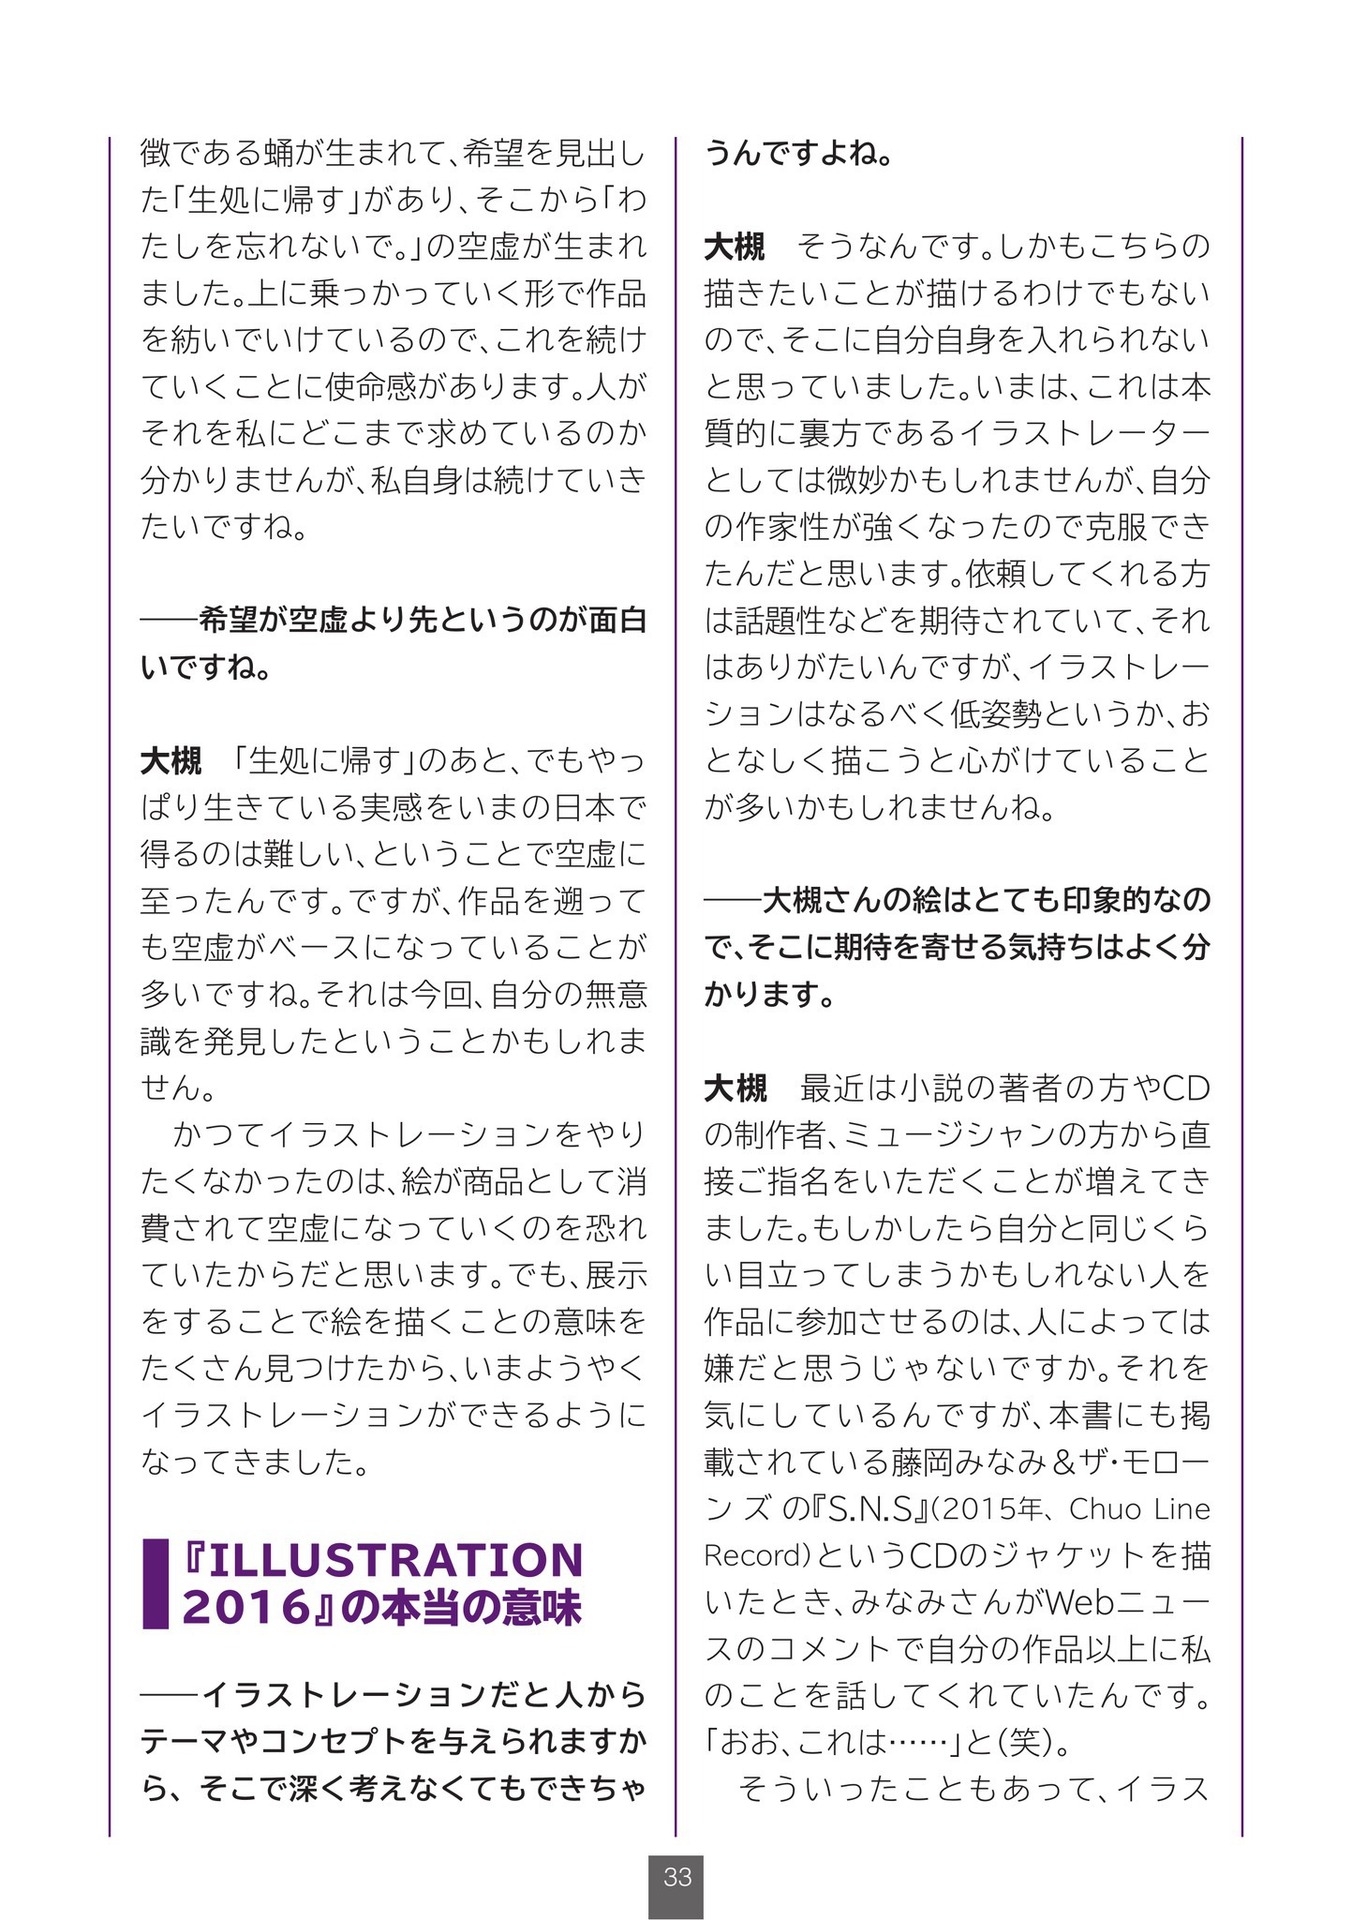 徴である蛹が生まれて、希望を見出し
た「生処に帰す」があり、そこから「わ
たしを忘れないで。」の空虚が生まれ
ました。上に乗っかっていく形で作品
を紡いでいけているので、これを続け
ていくことに使命感があります。人が
それを私にどこまで求めているのか
分かりませんが、私自身は続けていき
たいですね。
――希望が空虚より先というのが面白
いですね。
大槻　「生処に帰す」のあと、でもやっ
ぱり生きている実感をいまの日本で
得るのは難しい、ということで空虚に
至ったんです。ですが、作品を遡って
も空虚がベースになっていることが
多いですね。それは今回、自分の無意
識を発見したということかもしれま
せん。
　かつてイラストレーションをやり
たくなかったのは、絵が商品として消
費されて空虚になっていくのを恐れ
ていたからだと思います。でも、展示
をすることで絵を描くことの意味を
たくさん見つけたから、いまようやく
イラストレーションができるように
なってきました。
『ILLUSTRATION
2016』の本当の意味
――イラストレーションだと人から
テーマやコンセプトを与えられますか
ら、そこで深く考えなくてもできちゃ
うんですよね。
大槻　そうなんです。しかもこちらの
描きたいことが描けるわけでもない
ので、そこに自分自身を入れられない
と思っていました。いまは、これは本
質的に裏方であるイラストレーター
としては微妙かもしれませんが、自分
の作家性が強くなったので克服でき
たんだと思います。依頼してくれる方
は話題性などを期待されていて、それ
はありがたいんですが、イラストレー
ションはなるべく低姿勢というか、お
となしく描こうと心がけていること
が多いかもしれませんね。
――大槻さんの絵はとても印象的なの
で、そこに期待を寄せる気持ちはよく分
かります。
大槻　最近は小説の著者の方やCD
の制作者、ミュージシャンの方から直
接ご指名をいただくことが増えてき
ました。もしかしたら自分と同じくら
い目立ってしまうかもしれない人を
作品に参加させるのは、人によっては
嫌だと思うじゃないですか。それを
気にしているんですが、本書にも掲
載されている藤岡みなみ＆ザ・モロー
ンズの『S.N.S』(2015年、Chuo Line
Record)というCDのジャケットを描
いたとき、みなみさんがWebニュー
スのコメントで自分の作品以上に私
のことを話してくれていたんです。
「おお、これは……」と(笑)。
　そういったこともあって、イラス
33